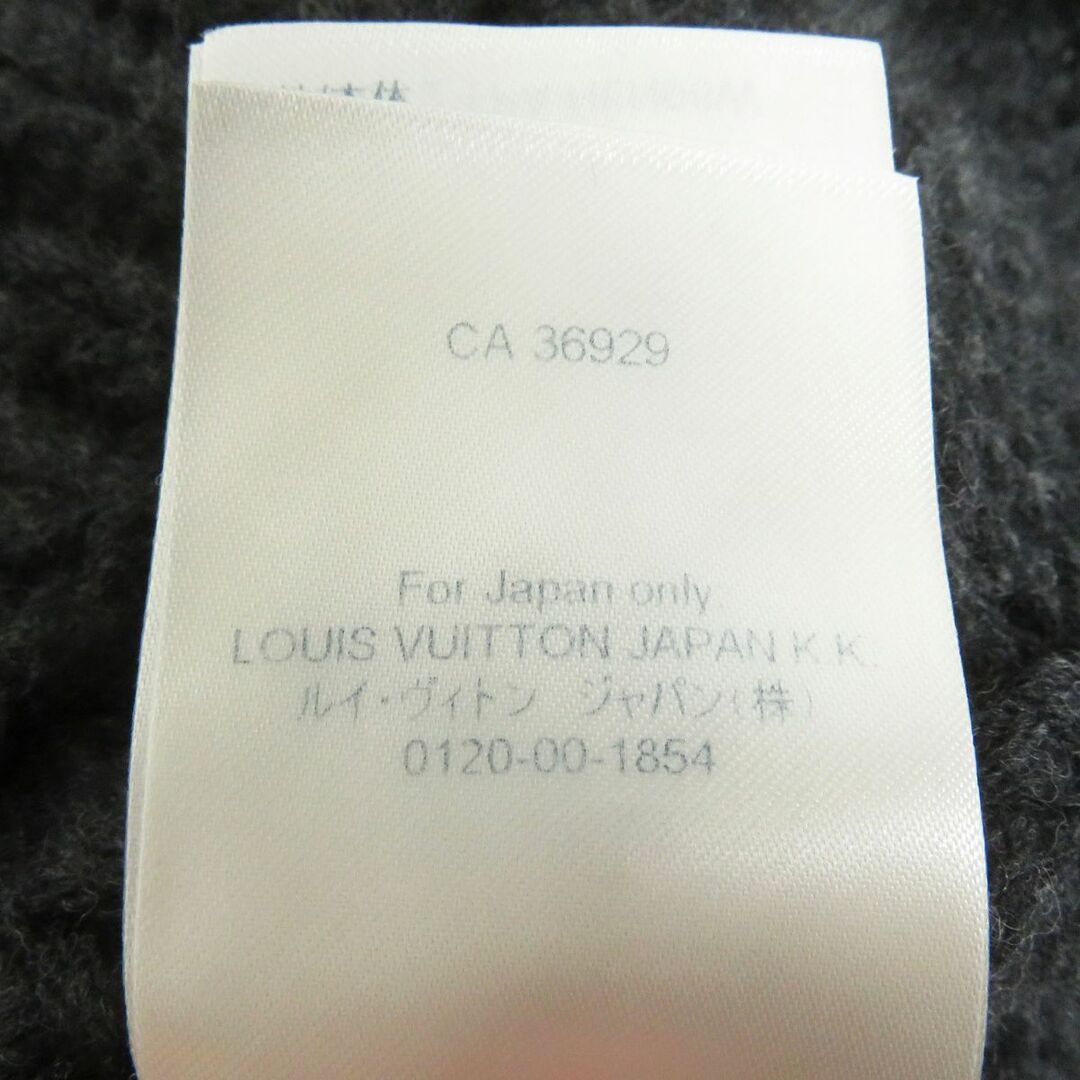 CA 36929
For Japan only:
LOUIS VUITTON JAPAN K.K.
ルイ・ヴィトン ジャパン(株)
0120-00-1854